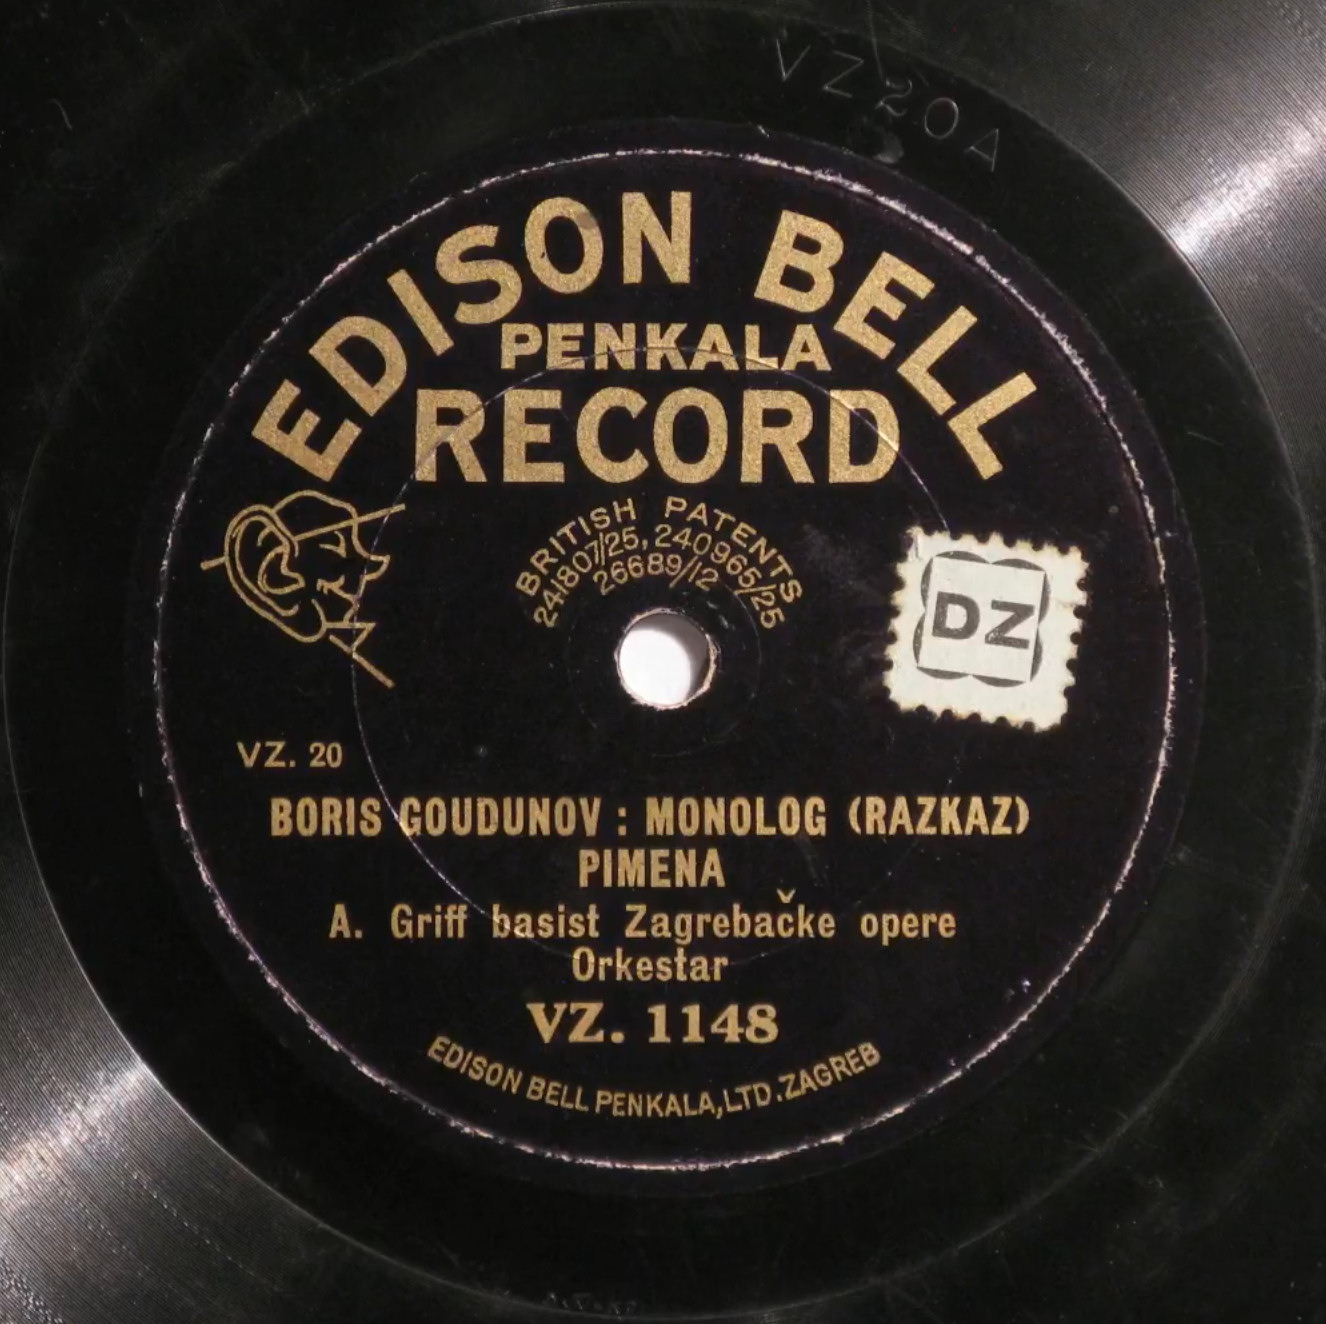 VZ20A
EDISON BELL
PENKALA
RECORD
BRITISH PATENTS
241807/25, 240965/25
26689/12
DZ
VZ. 20
BORIS GOUDUNOV : MONOLOG (RAZKAZ)
PIMENA
A. Griff basist Zagrebačke opere
Orkestar
VZ. 1148
EDISON BELL PENKALA, LTD. ZAGREB